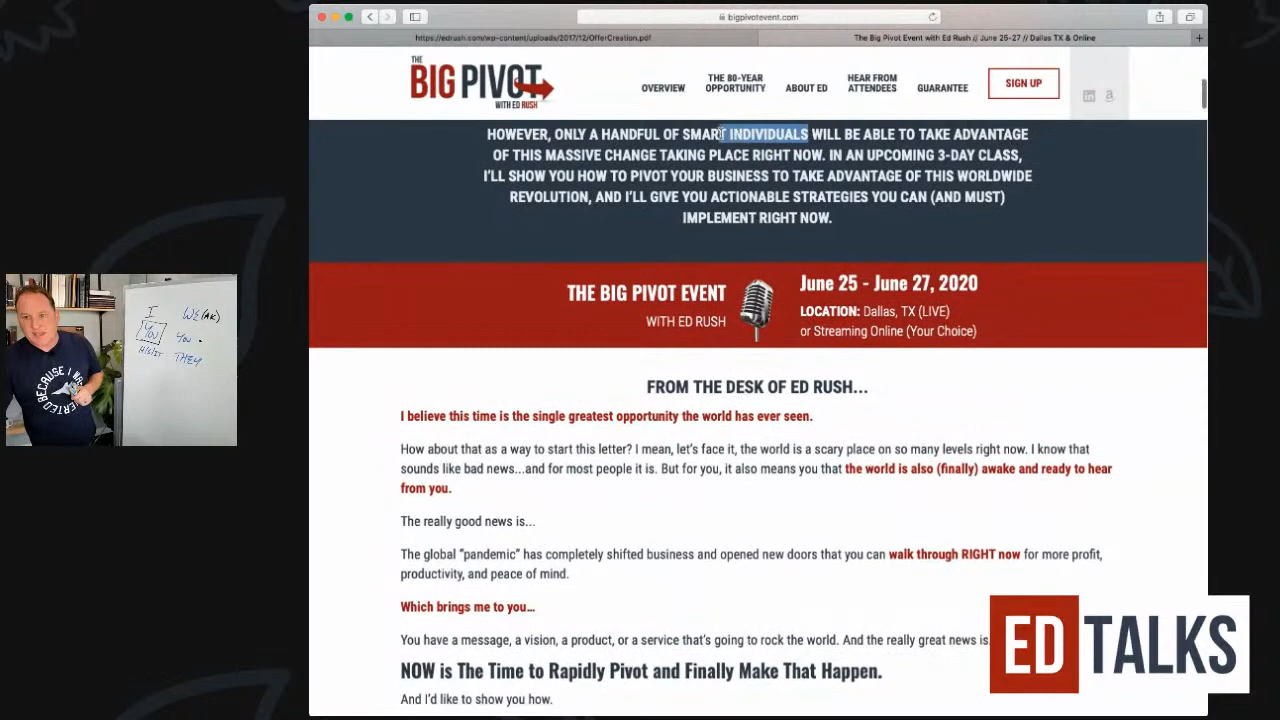 bigpivotevent.com
https://edrush.com/wp-content/uploads/2017/12/OfferCreation.pdf
The Big Pivot Event with Ed Rush // June 25-27 // Dallas TX & Online
THE
BIG PIVOT
WITH ED RUSH
OVERVIEW
THE 80-YEAR
OPPORTUNITY
ABOUT ED
HEAR FROM
ATTENDEES
GUARANTEE
SIGN UP
HOWEVER, ONLY A HANDFUL OF SMART INDIVIDUALS WILL BE ABLE TO TAKE ADVANTAGE
OF THIS MASSIVE CHANGE TAKING PLACE RIGHT NOW. IN AN UPCOMING 3-DAY CLASS,
I'LL SHOW YOU HOW TO PIVOT YOUR BUSINESS TO TAKE ADVANTAGE OF THIS WORLDWIDE
REVOLUTION, AND I'LL GIVE YOU ACTIONABLE STRATEGIES YOU CAN (AND MUST)
IMPLEMENT RIGHT NOW.
THE BIG PIVOT EVENT
WITH ED RUSH
June 25 - June 27, 2020
LOCATION: Dallas, TX (LIVE)
or Streaming Online (Your Choice)
I WE
YOU YOU
THEY
BECAUSE I
FROM THE DESK OF ED RUSH...
I believe this time is the single greatest opportunity the world has ever seen.
How about that as a way to start this letter? I mean, let's face it, the world is a scary place on so many levels right now. I know that
sounds like bad news...and for most people it is. But for you, it also means you that the world is also (finally) awake and ready to hear
from you.
The really good news is...
The global “pandemic” has completely shifted business and opened new doors that you can walk through RIGHT now for more profit,
productivity, and peace of mind.
Which brings me to you...
You have a message, a vision, a product, or a service that's going to rock the world. And the really great news is
NOW is The Time to Rapidly Pivot and Finally Make That Happen.
And I'd like to show you how.
ED TALKS